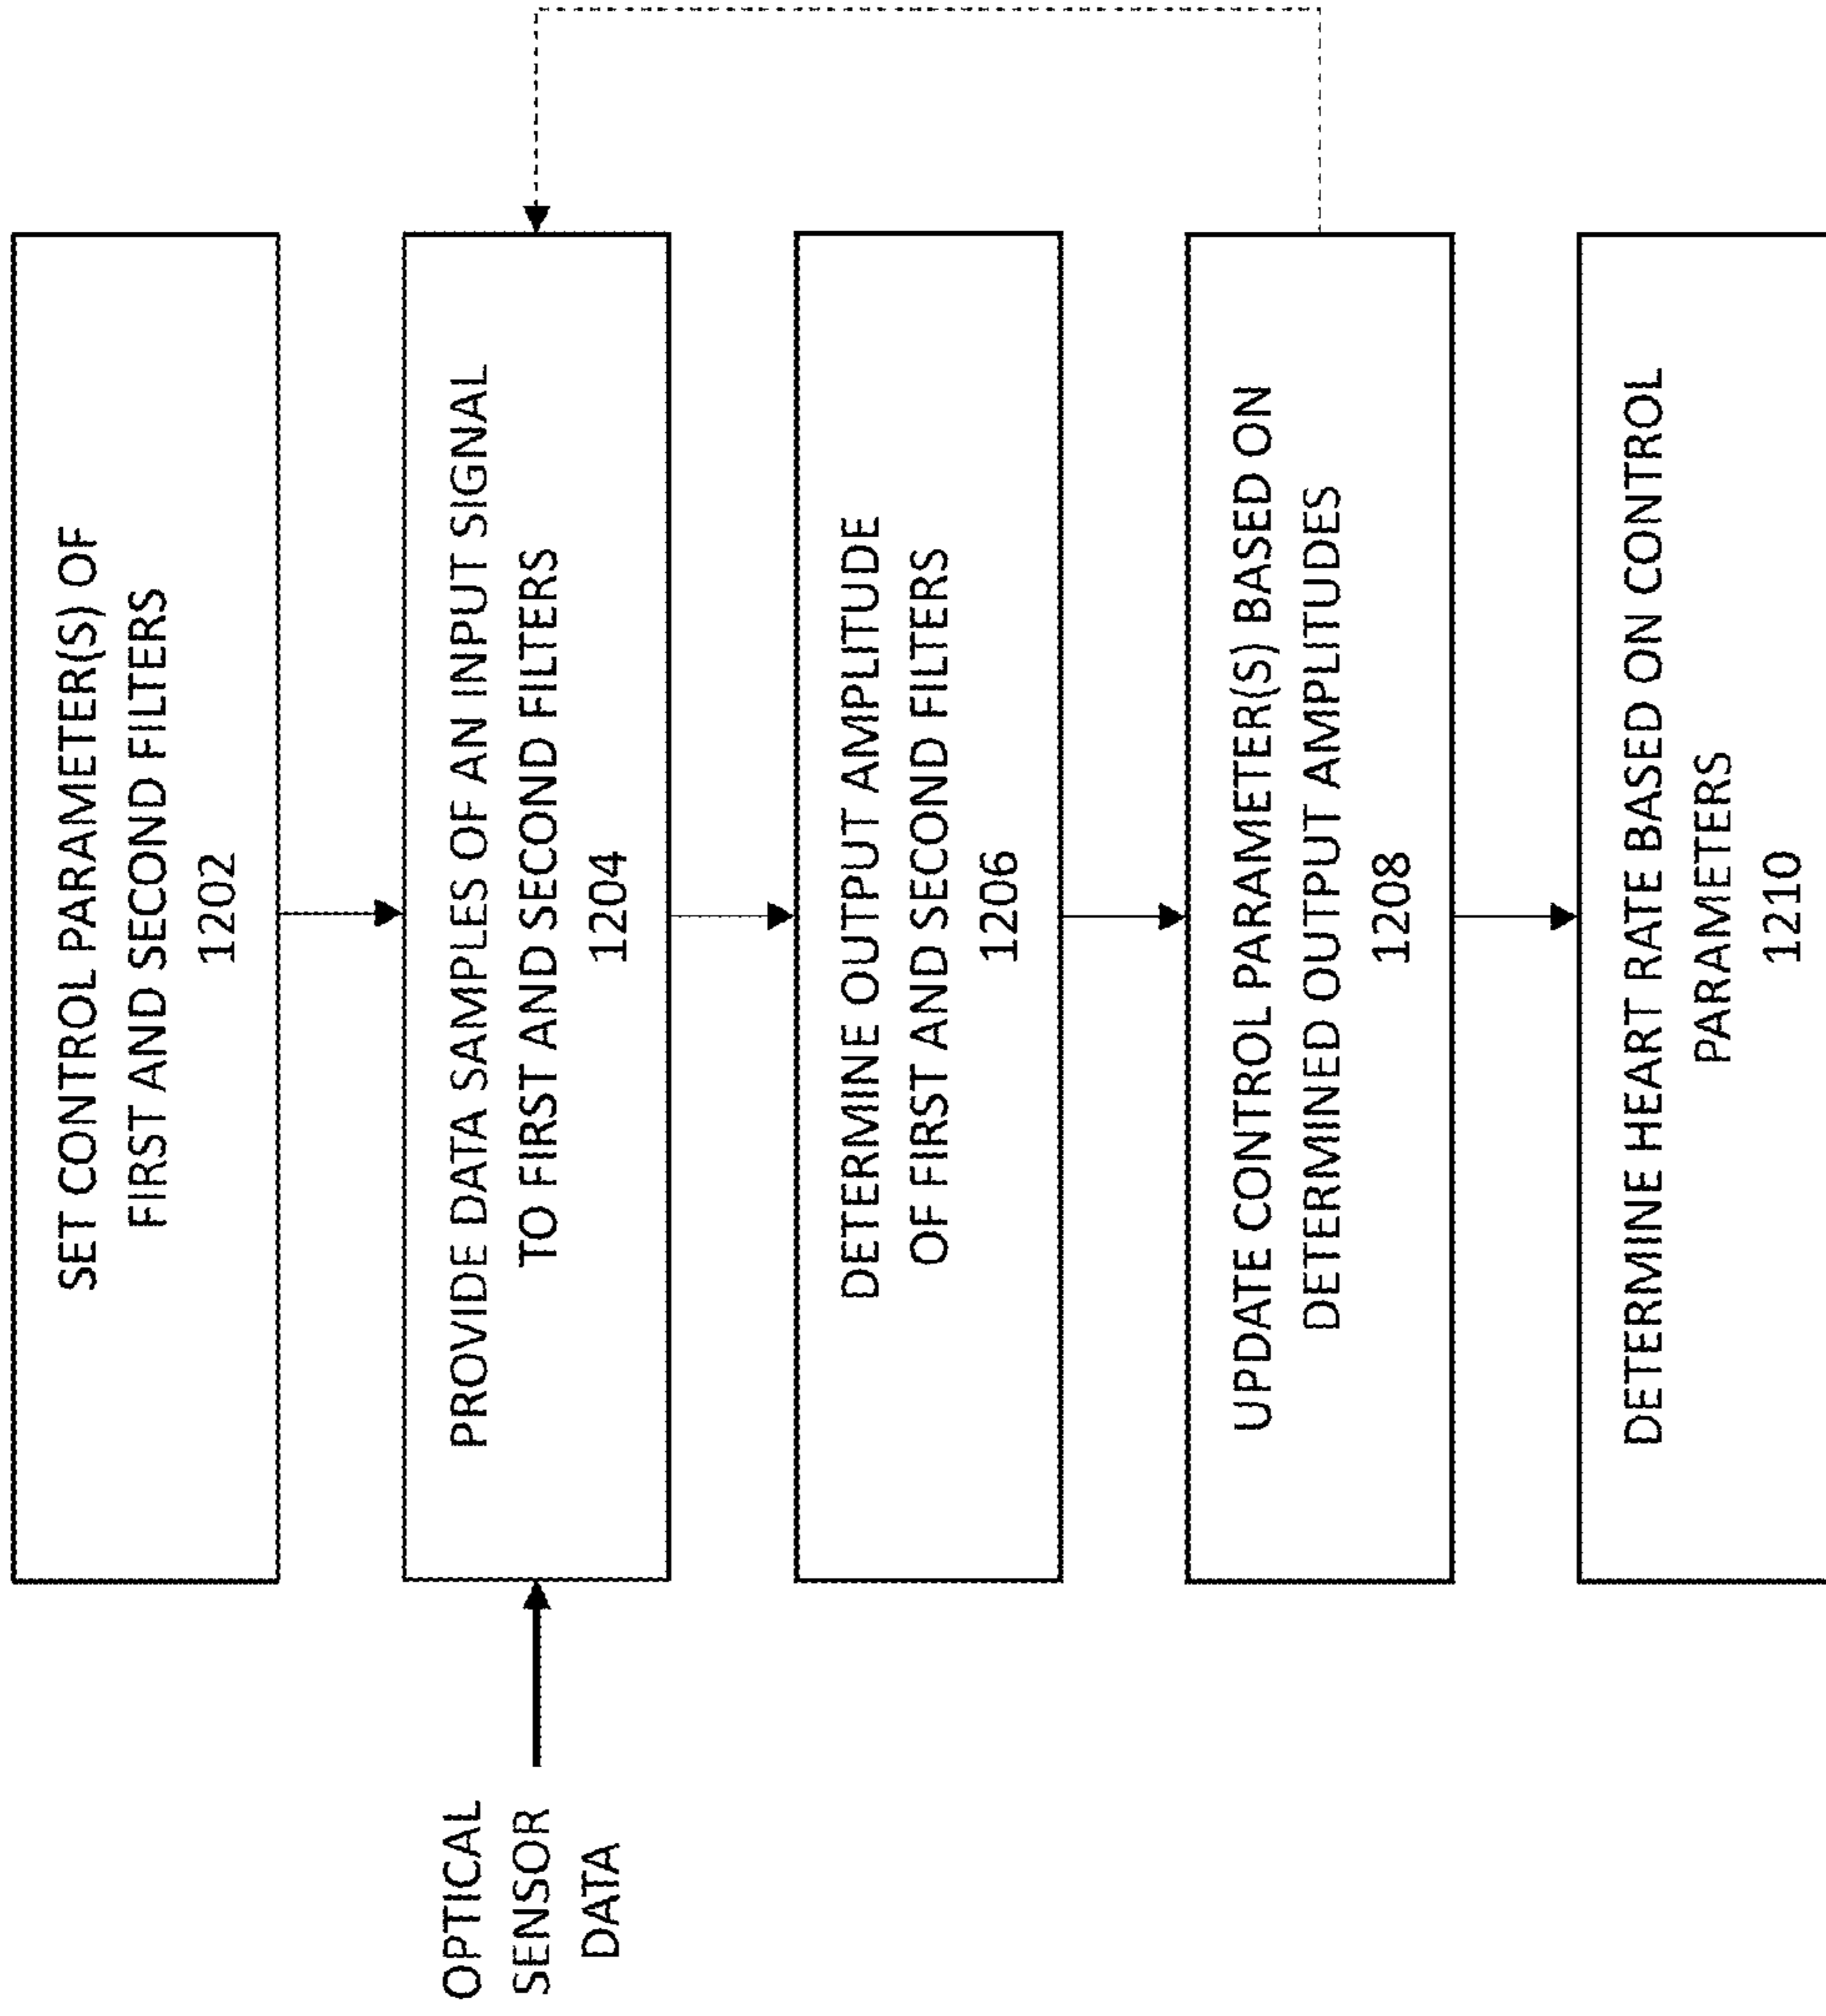 SET CONTROL PARAMETER(S) OF
FIRST AND SECOND FILTERS
1202
OPTICAL
SENSOR
DATA
PROVIDE DATA SAMPLES OF AN INPUT SIGNAL
TO FIRST AND SECOND FILTERS
1204
DETERMINE OUTPUT AMPLITUDE
OF FIRST AND SECOND FILTERS
1206
UPDATE CONTROL PARAMETER(S) BASED ON
DETERMINED OUTPUT AMPLITUDES
1208
DETERMINE HEART RATE BASED ON CONTROL
PARAMETERS
1210